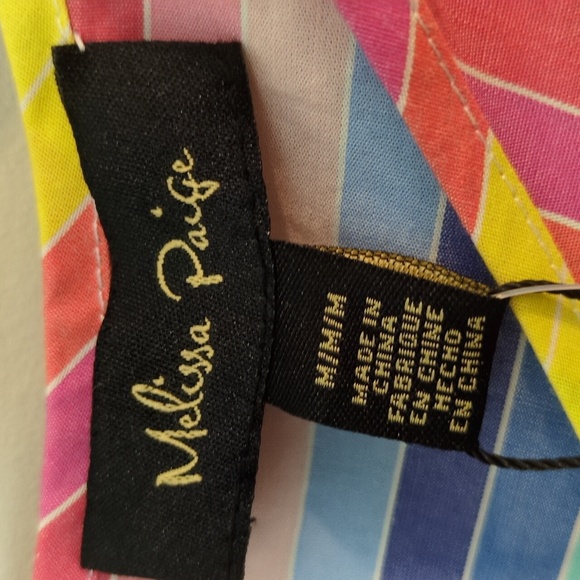 Melissa Paige
M/M/M
MADE IN
CHINA
FABRIQUE
EN CHINE
HECHO
EN CHINA